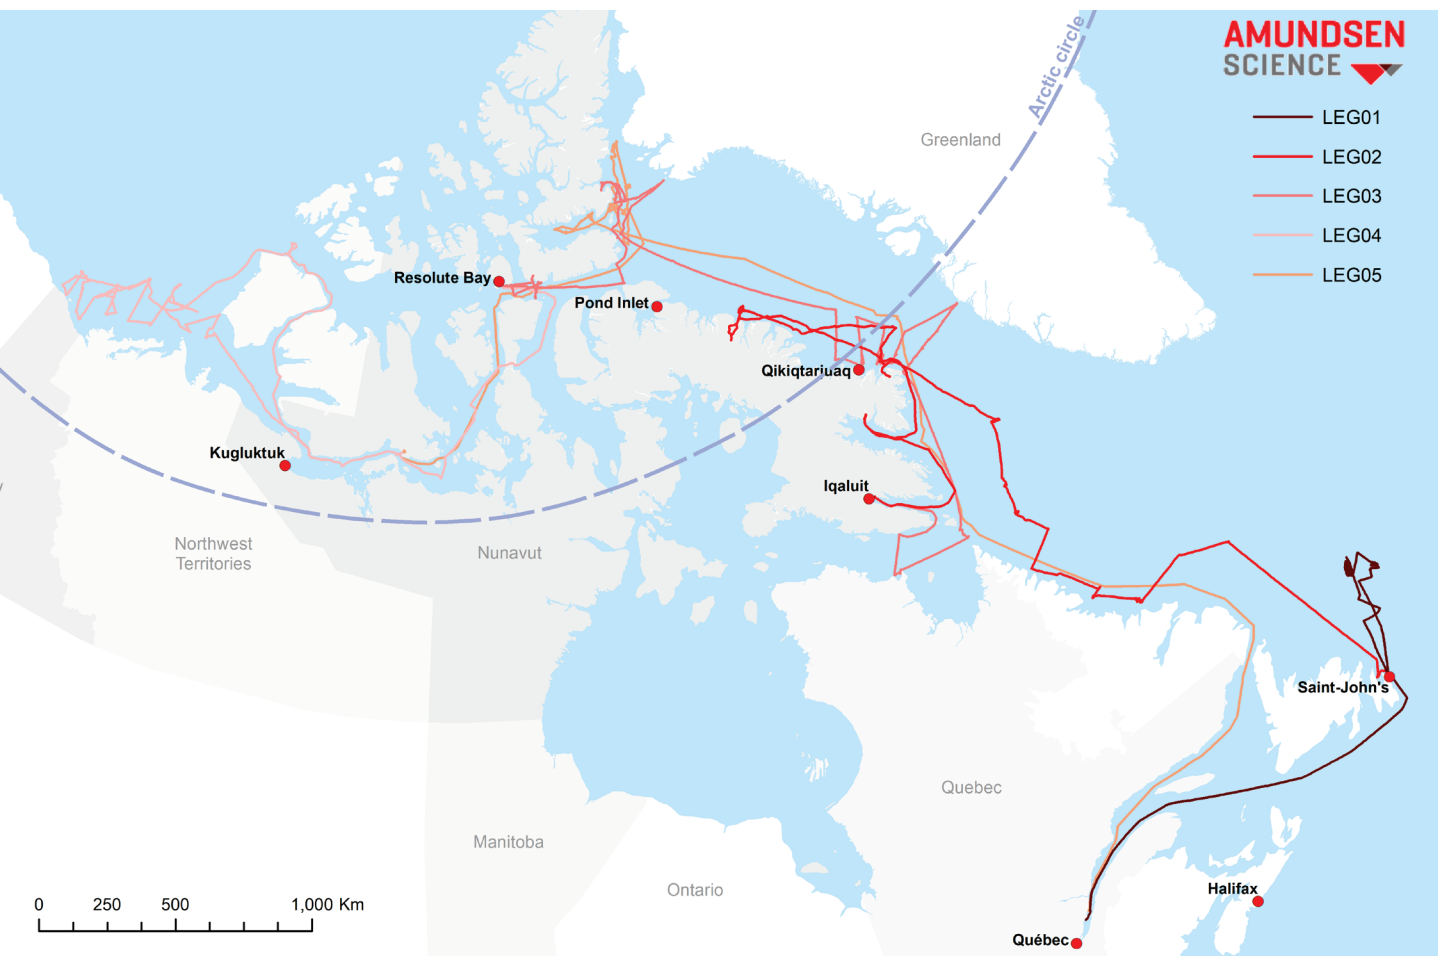 AMUNDSEN
SCIENCE
Arctic circle
LEG01
LEG02
LEG03
LEG04
LEG05
Greenland
Resolute Bay
Pond Inlet
Qikiqtariuaq
Kugluktuk
Iqaluit
Northwest
Territories
Nunavut
Saint-John's
Quebec
Manitoba
Ontario
Halifax
Québec
0 250 500 1,000 Km